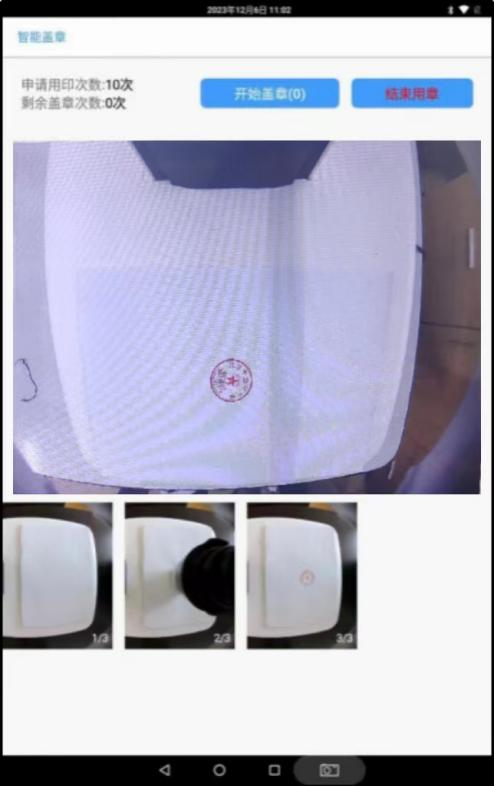 2023年12月6日 11:02
智能盖章
申请用印次数:10次
剩余盖章次数:0次
开始盖章(0)
结束用章
1/3
2/3
3/3